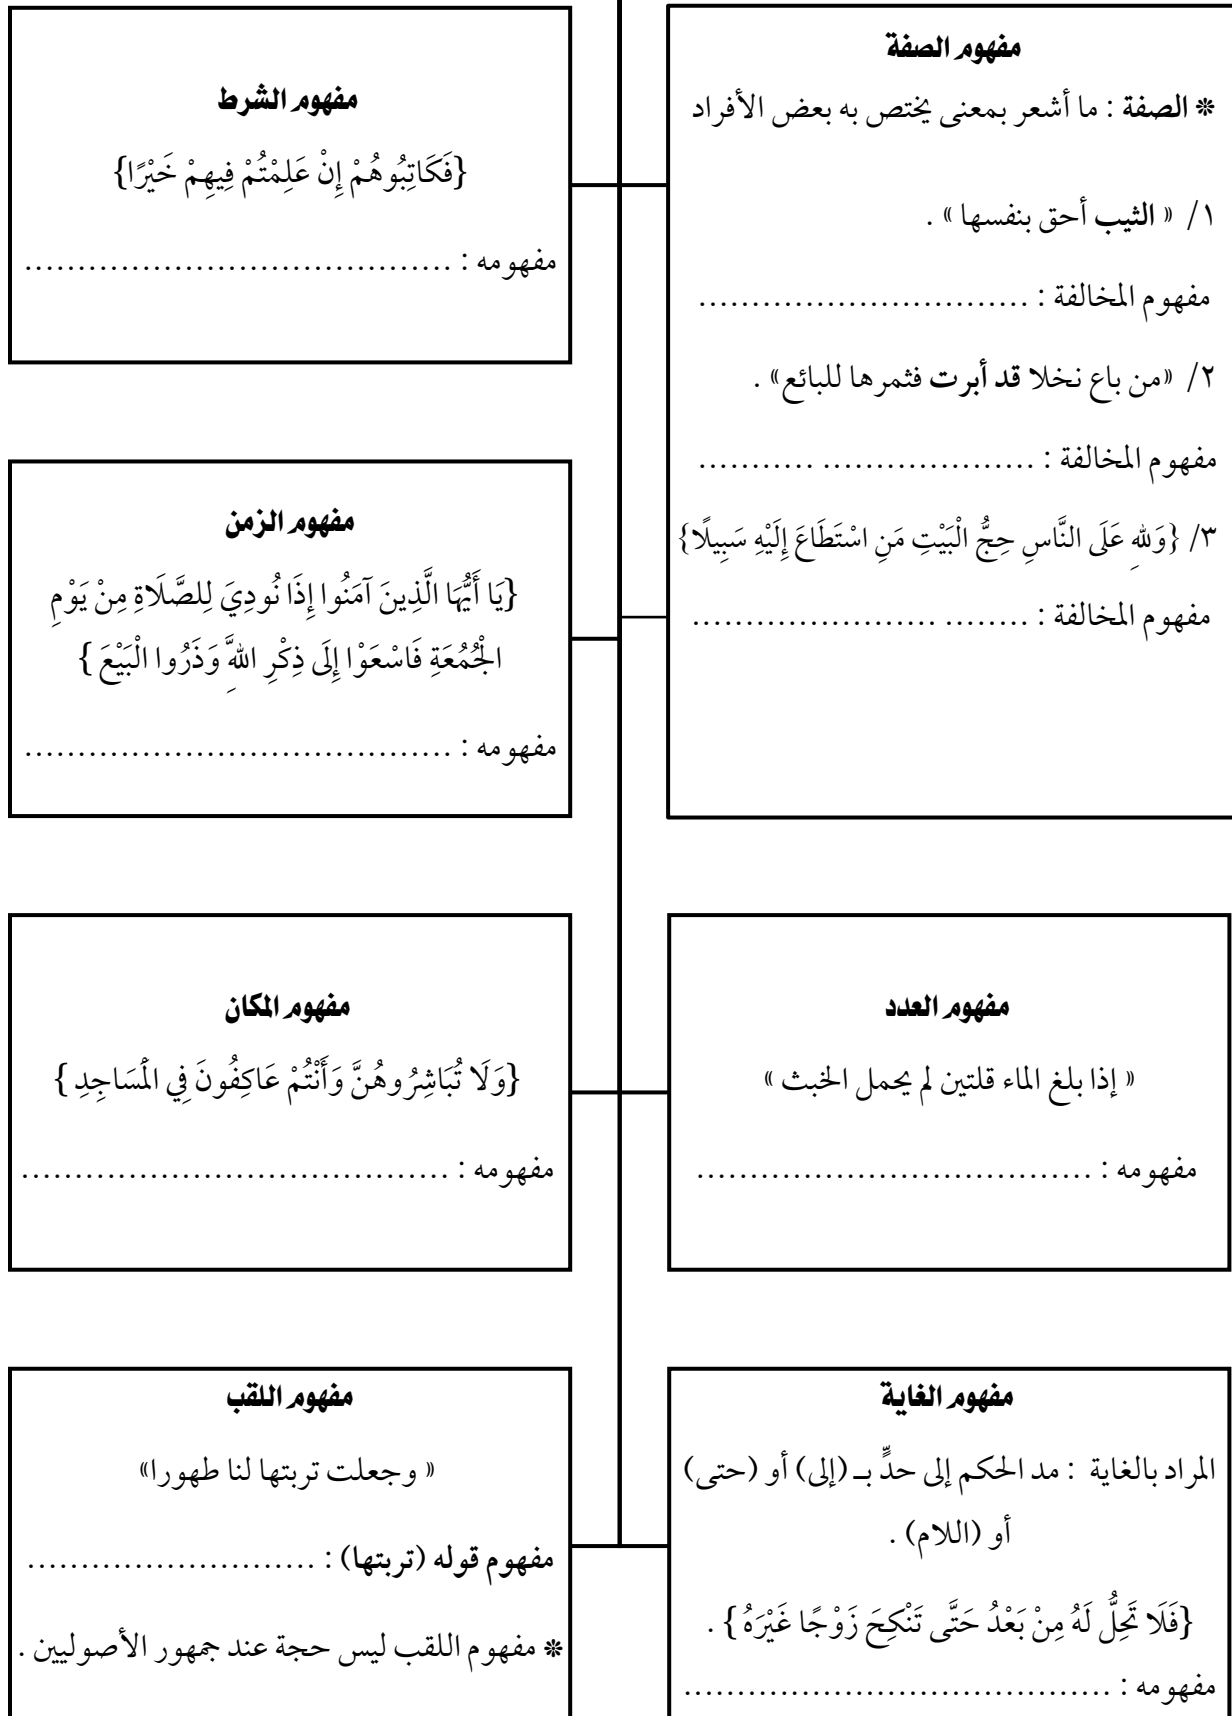 مفهوم الصفة
* الصفة : ما أشعر بمعنى يختص به بعض الأفراد
١/ « الثيب أحق بنفسها » .
مفهوم المخالفة : ...............................
٢/ «من باع نخلا قد أبرت فثمرها للبائع» .
مفهوم المخالفة : .................... ...........
٣/ {وَللهِ عَلَى النَّاسِ حِجُّ الْبَيْتِ مَنِ اسْتَطَاعَ إِلَيْهِ سَبِيلًا}
مفهوم المخالفة : ........ .......................
مفهوم الشرط
{فَكَاتِبُوهُمْ إِنْ عَلِمْتُمْ فِيهِمْ خَيْرًا}
مفهومه : .........................................
مفهوم الزمن
{يَا أَيُّهَا الَّذِينَ آمَنُوا إِذَا نُودِيَ لِلصَّلَاةِ مِنْ يَوْمِ
الْجُمُعَةِ فَاسْعَوْا إِلَى ذِكْرِ اللهَِّ وَذَرُوا الْبَيْعَ }
مفهومه : .........................................
مفهوم العدد
« إذا بلغ الماء قلتين لم يحمل الخبث »
مفهومه : ......................................
مفهوم المكان
{وَلَا تُبَاشِرُوهُنَّ وَأَنْتُمْ عَاكِفُونَ فِي الْمَسَاجِدِ }
مفهومه : .........................................
مفهوم الغاية
المراد بالغاية : مد الحكم إلى حدٍّ بـ (إلى) أو (حتى)
أو (اللام) .
{فَلَا تَحِلُّ لَهُ مِنْ بَعْدُ حَتَّى تَنْكِحَ زَوْجًا غَيْرَهُ } .
مفهومه : .........................................
مفهوم اللقب
« وجعلت تربتها لنا طهورا»
مفهوم قوله (تربتها) : ...........................
* مفهوم اللقب ليس حجة عند جمهور الأصوليين .